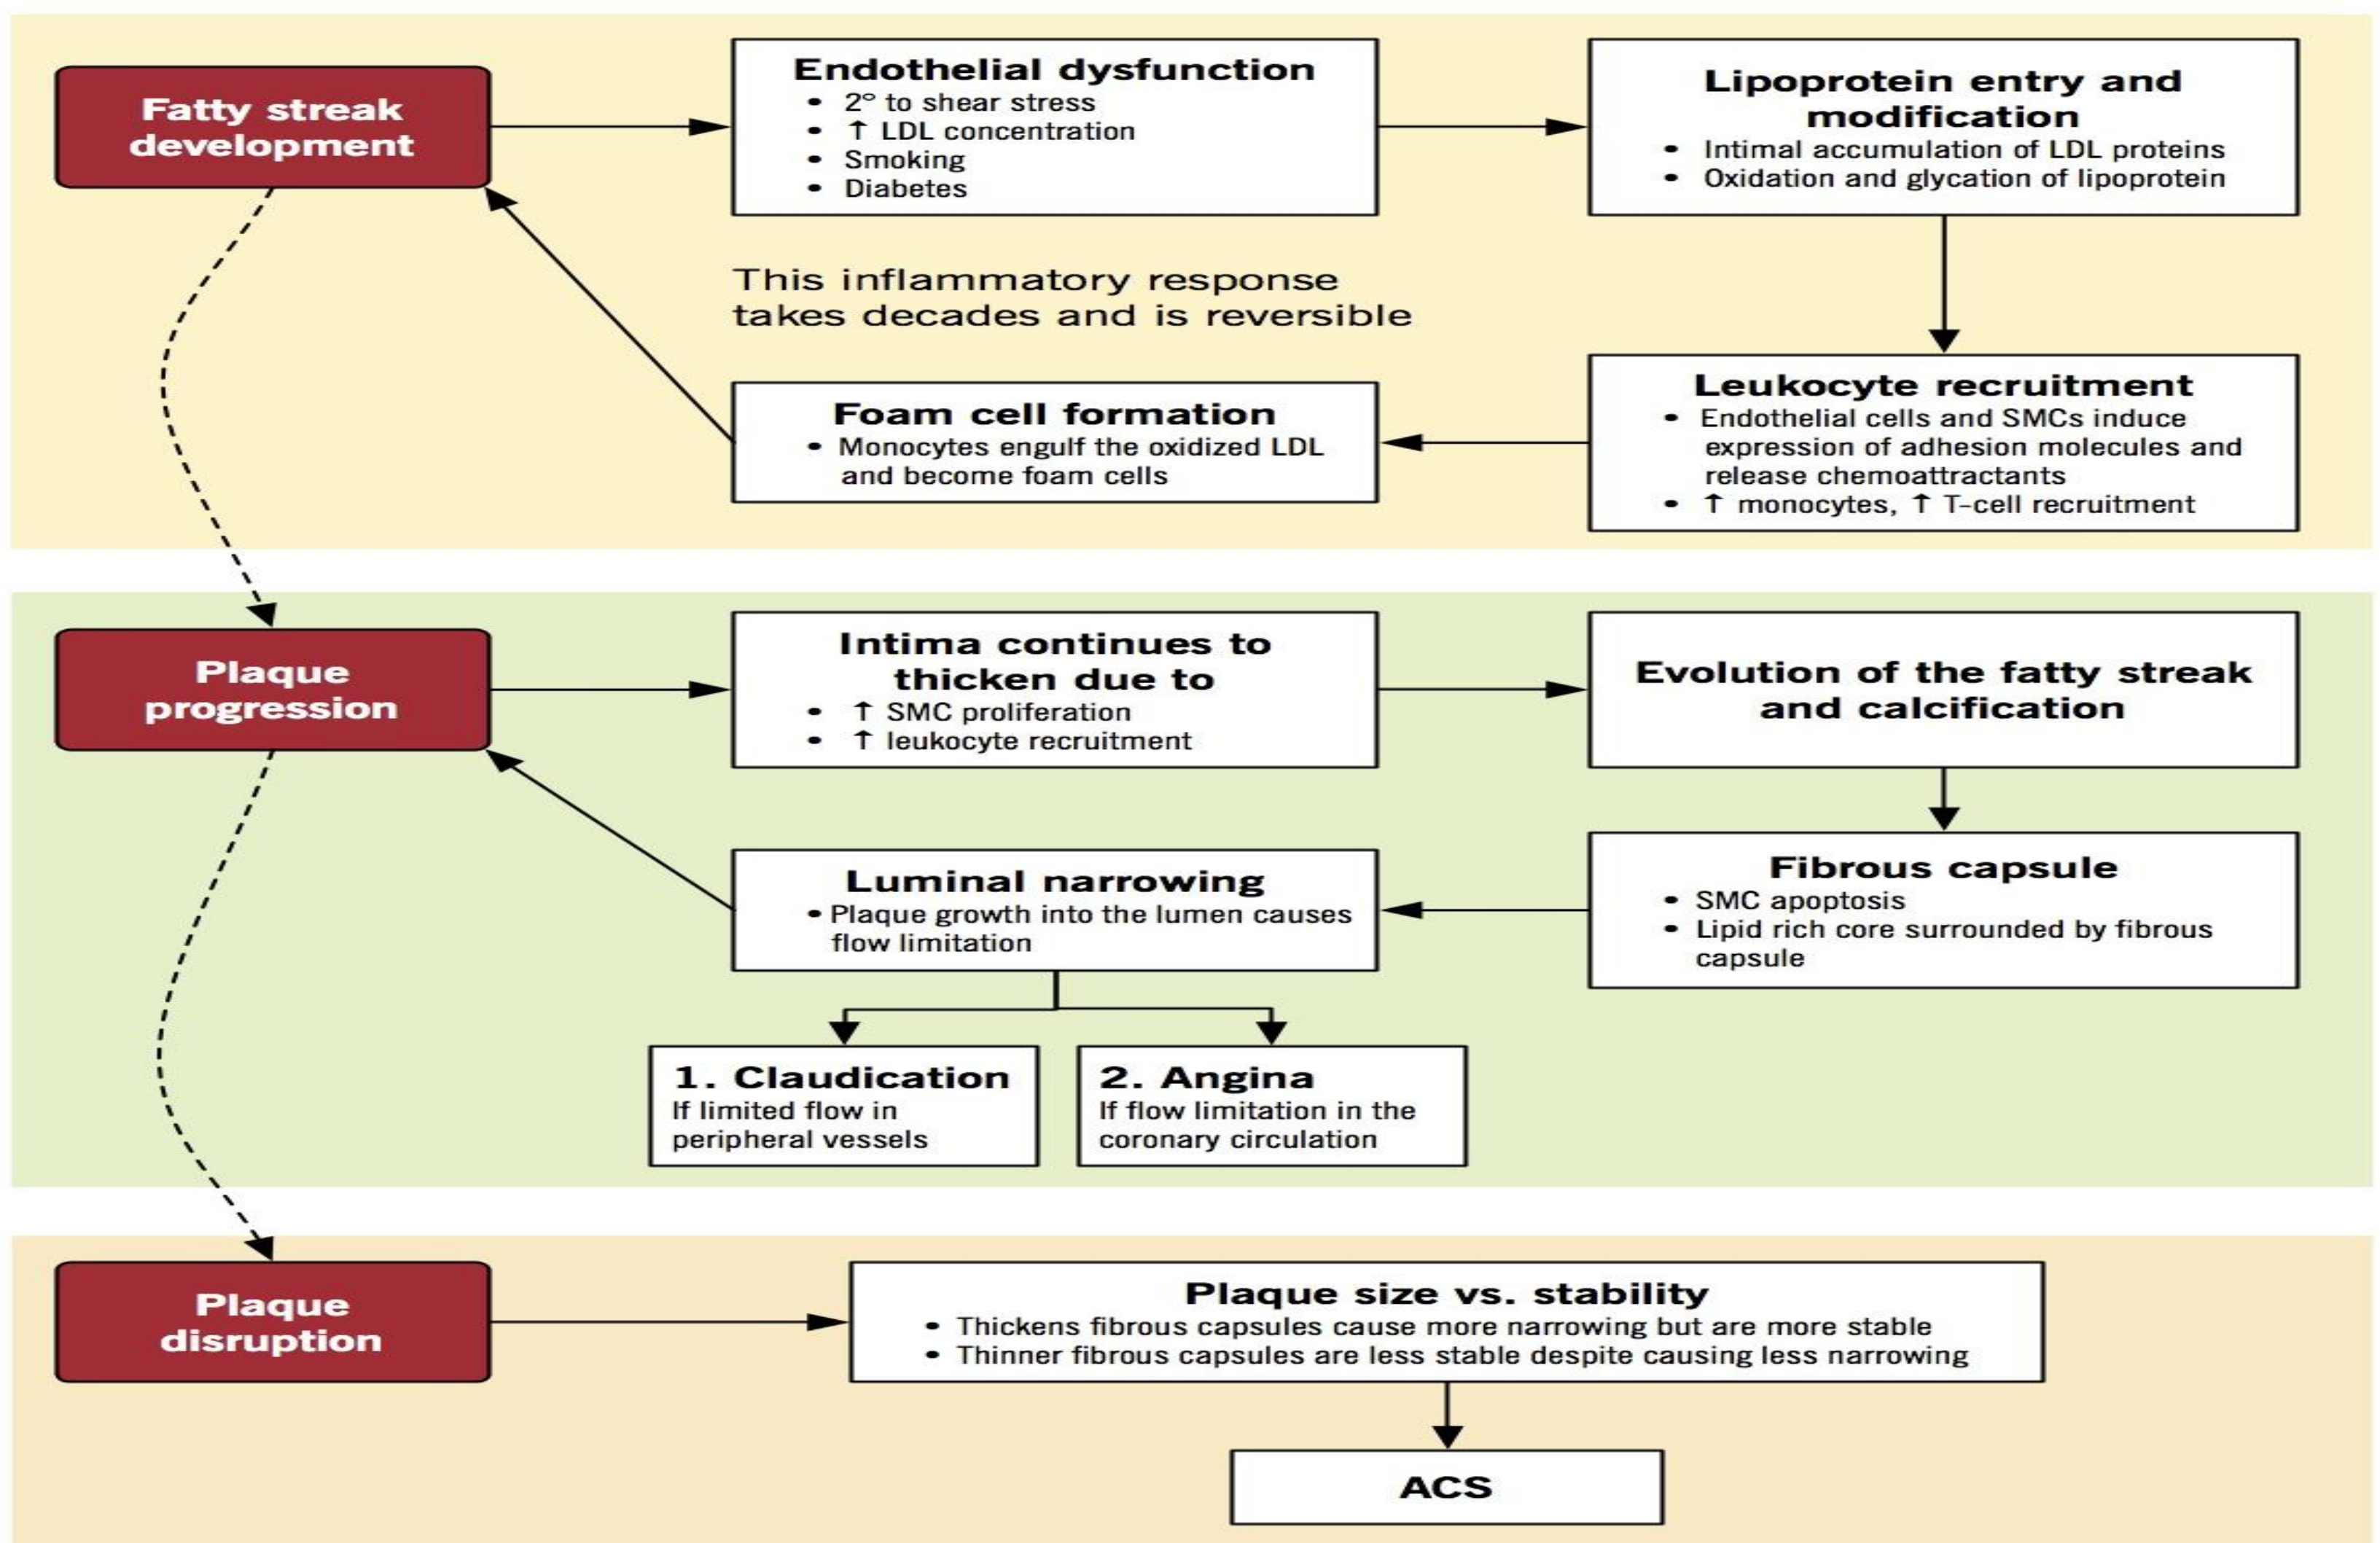 Fatty streak
development
Endothelial dysfunction
• 2° to shear stress
• ↑ LDL concentration
• Smoking
• Diabetes
Lipoprotein entry and
modification
• Intimal accumulation of LDL proteins
• Oxidation and glycation of lipoprotein
This inflammatory response
takes decades and is reversible
Leukocyte recruitment
• Endothelial cells and SMCs induce
expression of adhesion molecules and
release chemoattractants
• ↑ monocytes, ↑ T-cell recruitment
Foam cell formation
• Monocytes engulf the oxidized LDL
and become foam cells
Plaque
progression
Intima continues to
thicken due to
• ↑ SMC proliferation
• ↑ leukocyte recruitment
Evolution of the fatty streak
and calcification
Fibrous capsule
• SMC apoptosis
• Lipid rich core surrounded by fibrous
capsule
Luminal narrowing
• Plaque growth into the lumen causes
flow limitation
1. Claudication
If limited flow in
peripheral vessels
2. Angina
If flow limitation in the
coronary circulation
Plaque
disruption
Plaque size vs. stability
• Thickens fibrous capsules cause more narrowing but are more stable
• Thinner fibrous capsules are less stable despite causing less narrowing
ACS